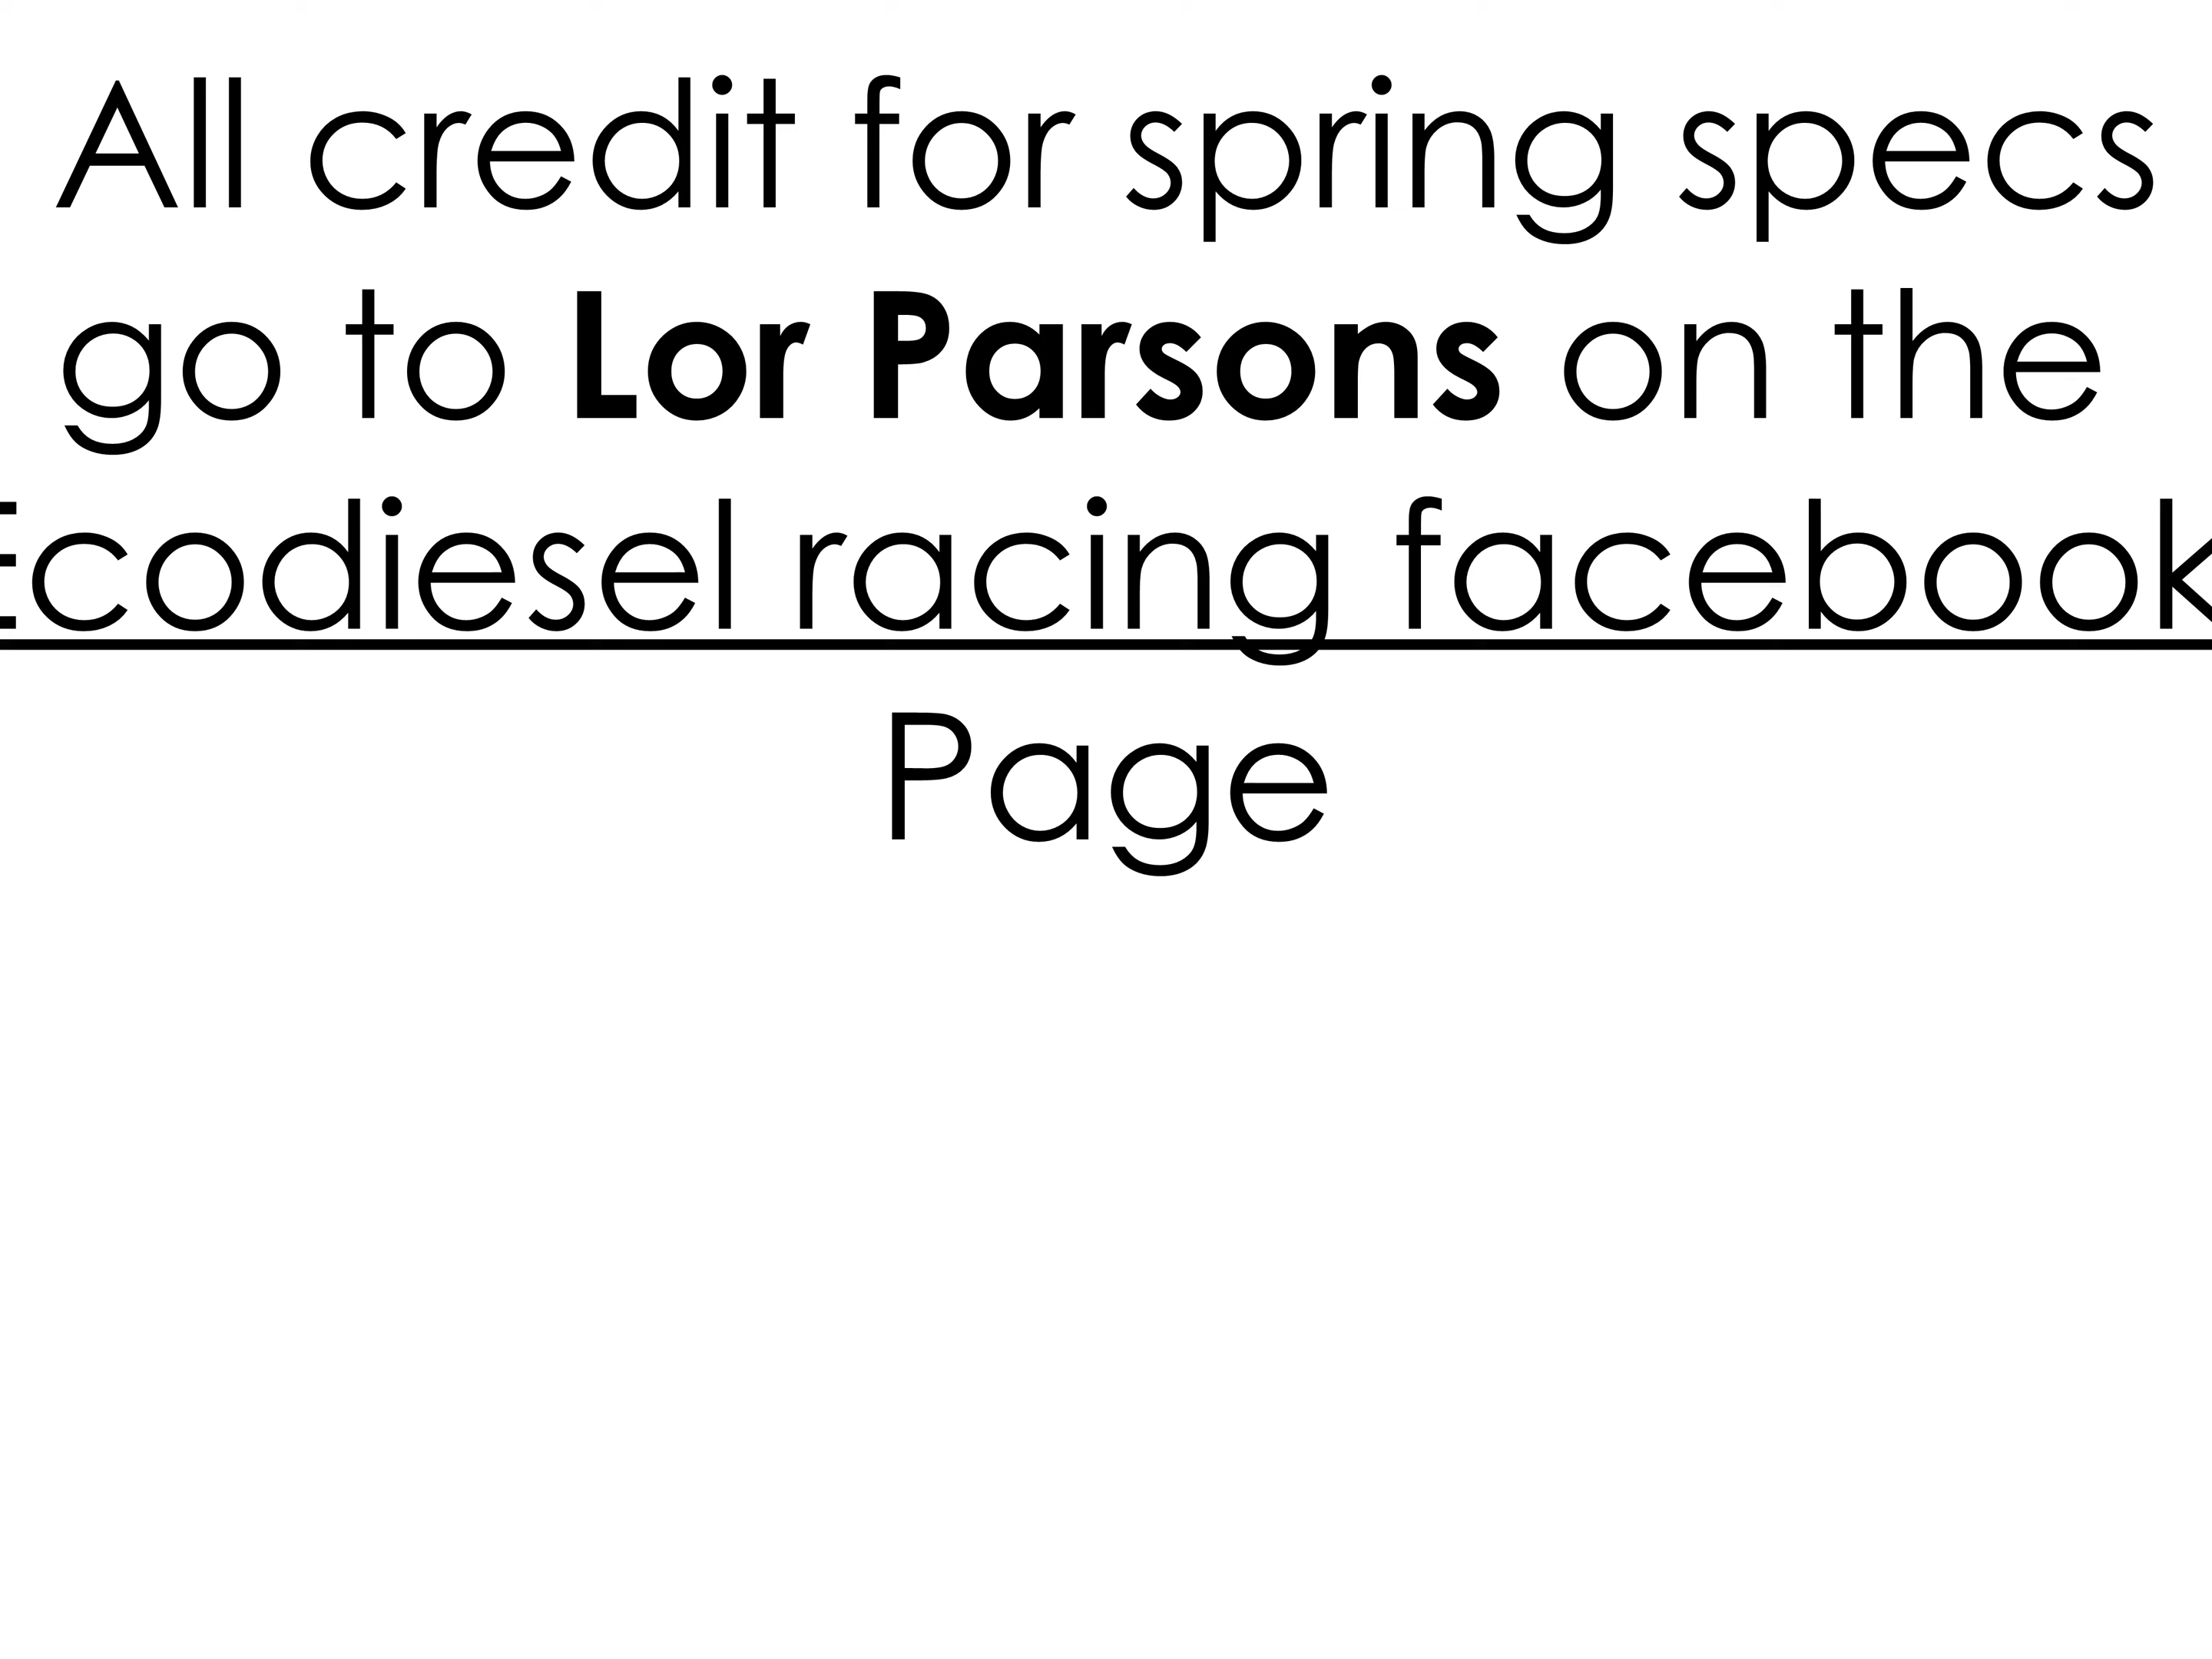 All credit for spring specs
go to Lor Parsons on the
Ecodiesel racing facebook
Page